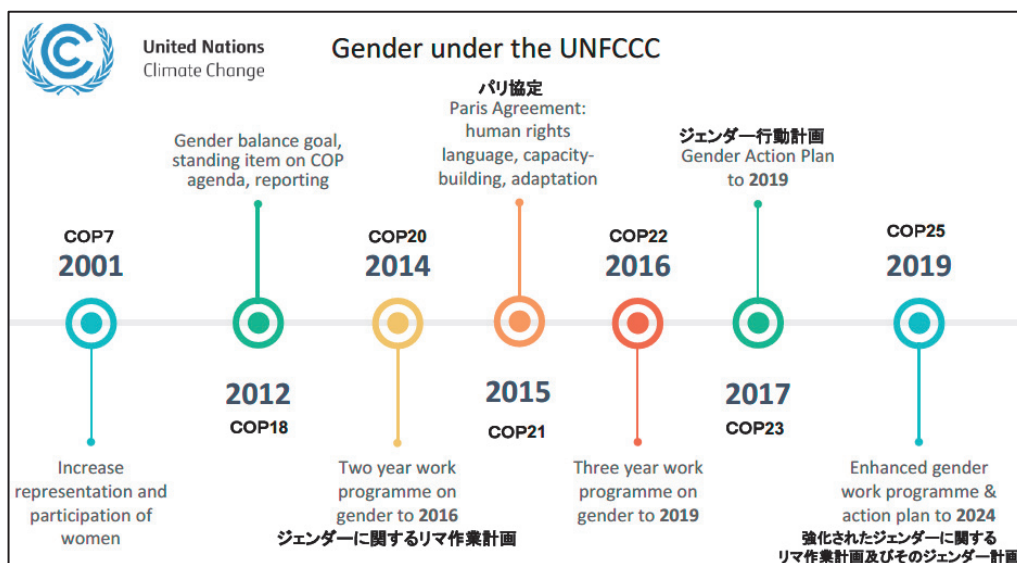 United Nations
Climate Change
Gender under the UNFCCC
パリ協定
Paris Agreement:
human rights
language, capacity-
building, adaptation
Gender balance goal,
standing item on COP
agenda, reporting
ジェンダー行動計画
Gender Action Plan
to 2019
COP7
2001
COP20
2014
COP22
2016
COP25
2019
2012
COP18
2015
COP21
2017
COP23
Increase
representation and
participation of
women
Two year work
programme on
gender to 2016
ジェンダーに関するリマ作業計画
Three year work
programme on
gender to 2019
Enhanced gender
work programme &
action plan to 2024
強化されたジェンダーに関する
リマ作業計画及びそのジェンダー計画